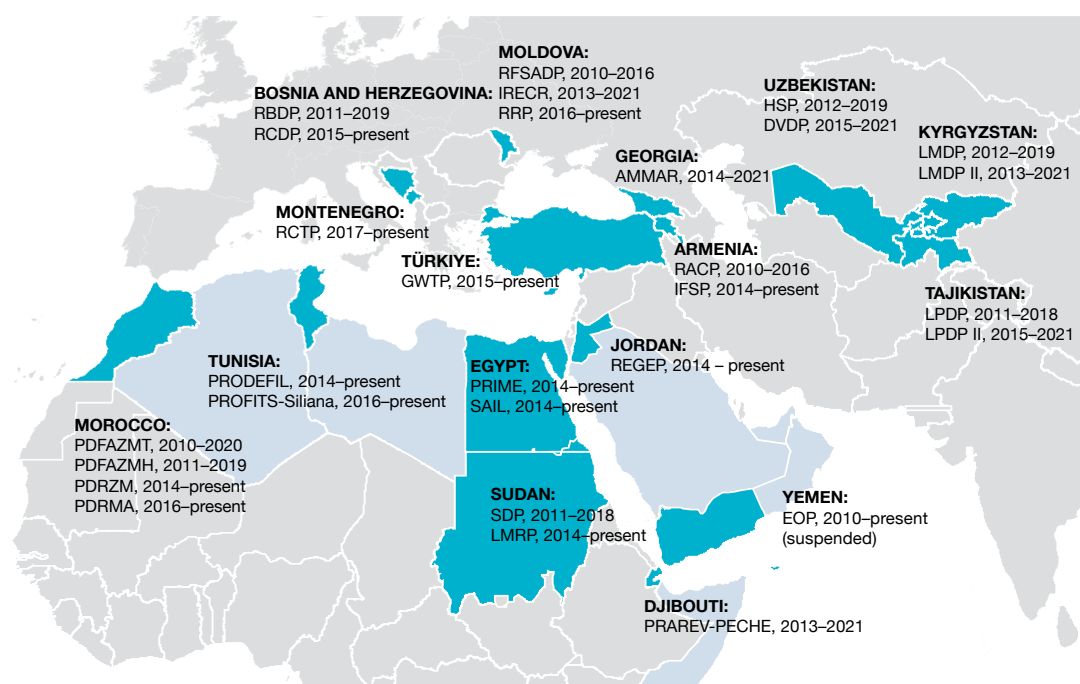 MOLDOVA:
RFSADP, 2010–2016
IRECR, 2013–2021
RRP, 2016–present
BOSNIA AND HERZEGOVINA:
RBDP, 2011–2019
RCDP, 2015–present
UZBEKISTAN:
HSP, 2012–2019
DVDP, 2015–2021
KYRGYZSTAN:
LMDP, 2012–2019
LMDP II, 2013–2021
GEORGIA:
AMMAR, 2014–2021
MONTENEGRO:
RCTP, 2017–present
TÜRKIYE:
GWTP, 2015–present
ARMENIA:
RACP, 2010–2016
IFSP, 2014–present
TAJIKISTAN:
LPDP, 2011–2018
LPDP II, 2015–2021
TUNISIA:
PRODEFIL, 2014–present
PROFITS-Siliana, 2016–present
EGYPT:
PRIME, 2014–present
SAIL, 2014–present
JORDAN:
REGEP, 2014 – present
MOROCCO:
PDFAZMT, 2010–2020
PDFAZMH, 2011–2019
PDRZM, 2014–present
PDRMA, 2016–present
SUDAN:
SDP, 2011–2018
LMRP, 2014–present
YEMEN:
EOP, 2010–present
(suspended)
DJIBOUTI:
PRAREV-PECHE, 2013–2021